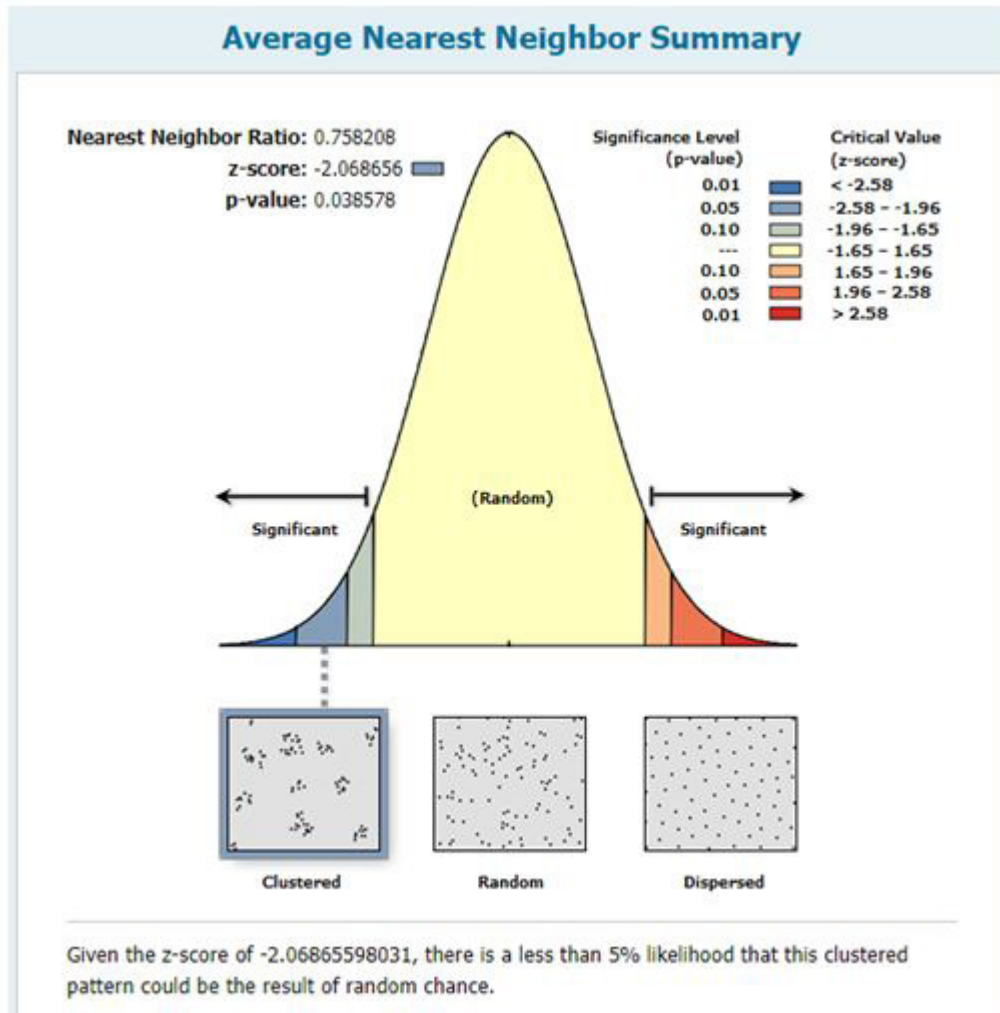 Average Nearest Neighbor Summary
Nearest Neighbor Ratio: 0.758208
z-score: -2.068656
p-value: 0.038578
Significance Level
(p-value)
Critical Value
(z-score)
0.01 < -2.58
0.05 -2.58 – -1.96
0.10 -1.96 – -1.65
--- -1.65 – 1.65
0.10 1.65 – 1.96
0.05 1.96 – 2.58
0.01 > 2.58
(Random)
Significant
Significant
Clustered
Random
Dispersed
Given the z-score of -2.06865598031, there is a less than 5% likelihood that this clustered
pattern could be the result of random chance.